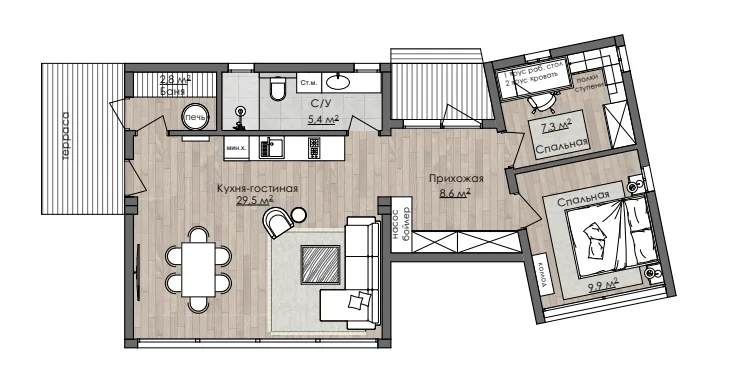 терраса
2.8 м²
Баня
печь
Ст.м.
С/У
5.4 м²
мин.х.
Кухня-гостиная
29.5 м²
Прихожая
8.6 м²
насос
бойлер
1 ярус раб. стол
2 ярус кровать
полки
ступени
7.3 м²
Спальная
Спальная
комод
9.9 м²